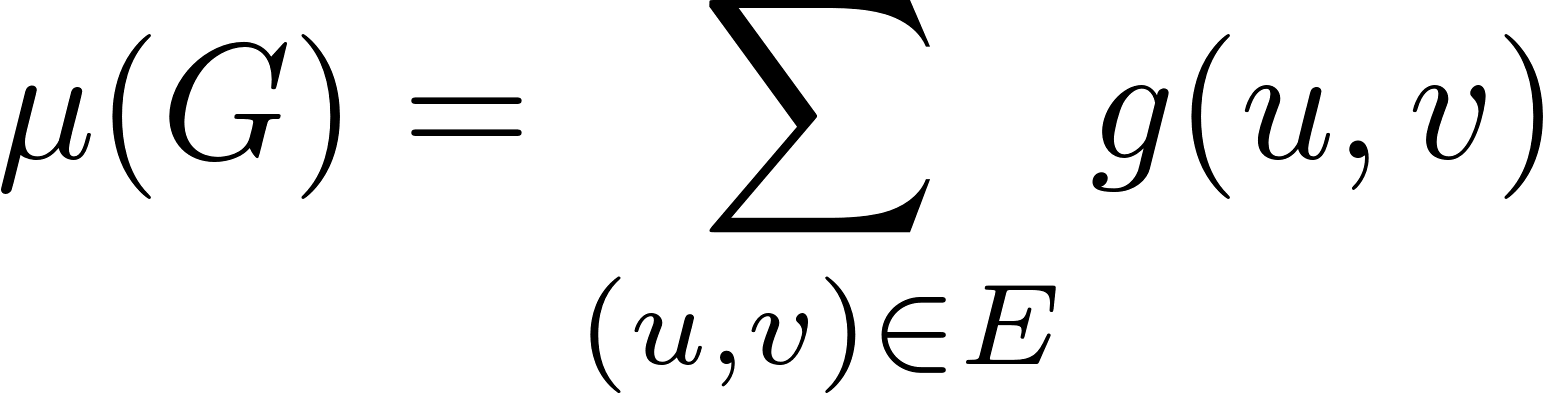 μ(G) = ∑ g(u, v)
(u,v)∈E